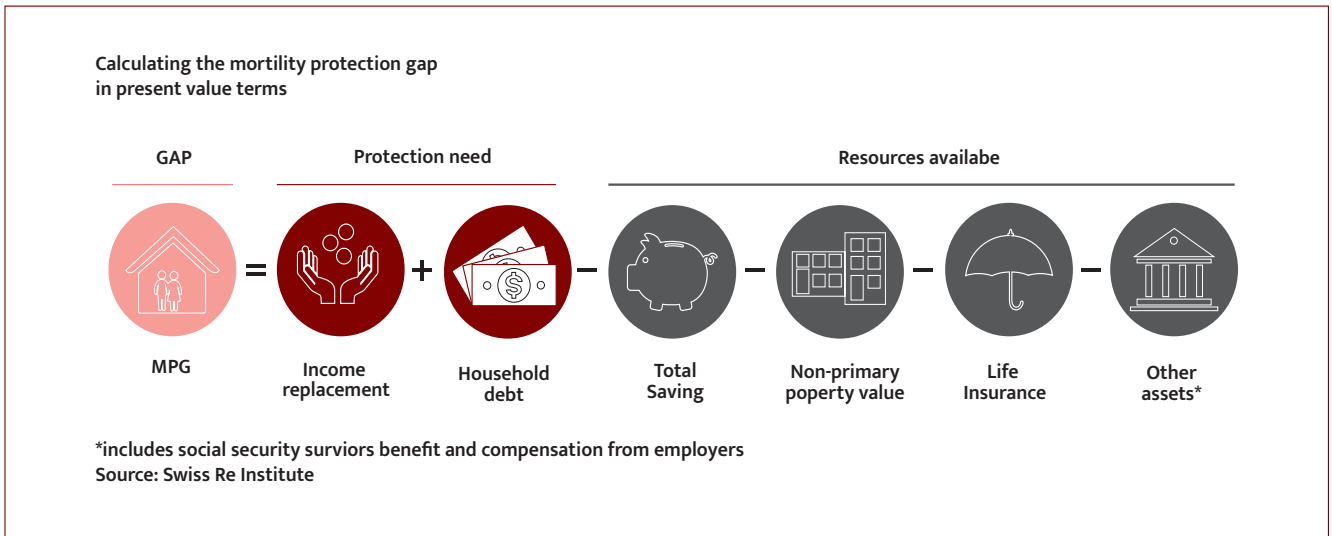 Calculating the mortility protection gap
in present value terms
GAP
Protection need
Resources availabe
=
+
–
–
–
–
$
MPG
Income
replacement
Household
debt
Total
Saving
Non-primary
poperty value
Life
Insurance
Other
assets*
*includes social security surviors benefit and compensation from employers
Source: Swiss Re Institute